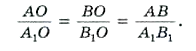 AO/A₁O = BO/B₁O = AB/A₁B₁.